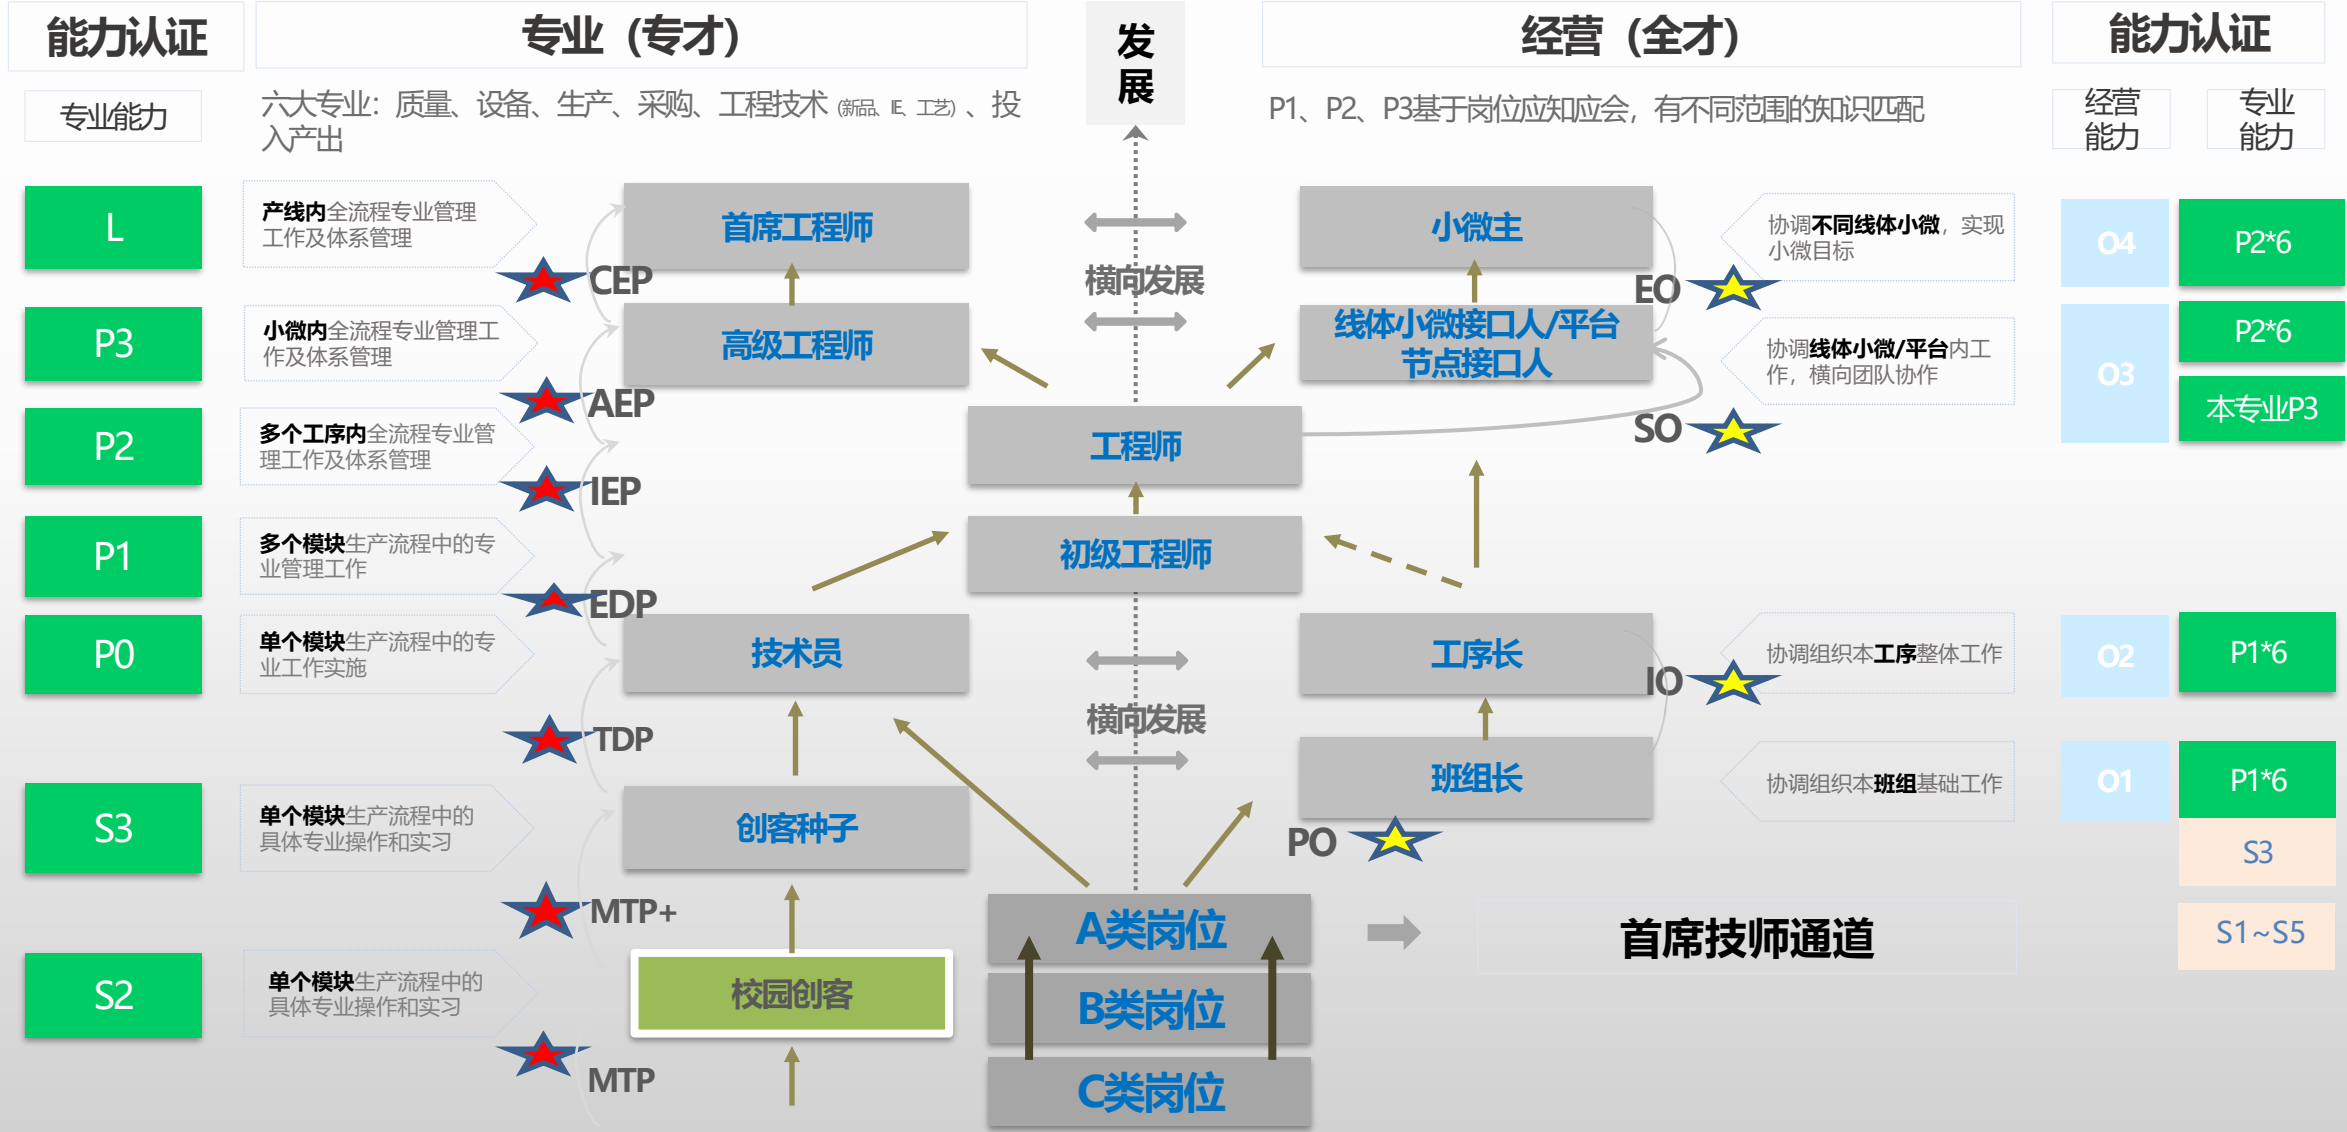 能力认证
专业（专才）
发
展
经营（全才）
能力认证
专业能力
六大专业：质量、设备、生产、采购、工程技术（新品、IE、工艺）、投
入产出
P1、P2、P3基于岗位应知应会，有不同范围的知识匹配
经营
能力
专业
能力
L
产线内全流程专业管理
工作及体系管理
首席工程师
小微主
协调不同线体小微，实现
小微目标
O4
P2*6
CEP
横向发展
EO
P3
小微内全流程专业管理工
作及体系管理
高级工程师
线体小微接口人/平台
节点接口人
协调线体小微/平台内工
作，横向团队协作
O3
P2*6
本专业P3
AEP
SO
P2
多个工序内全流程专业管
理工作及体系管理
工程师
IEP
P1
多个模块生产流程中的专
业管理工作
初级工程师
EDP
P0
单个模块生产流程中的专
业工作实施
技术员
工序长
协调组织本工序整体工作
O2
P1*6
IO
TDP
横向发展
S3
单个模块生产流程中的
具体专业操作和实习
创客种子
班组长
协调组织本班组基础工作
O1
P1*6
S3
PO
MTP+
A类岗位
首席技师通道
S1~S5
S2
单个模块生产流程中的
具体专业操作和实习
校园创客
B类岗位
MTP
C类岗位